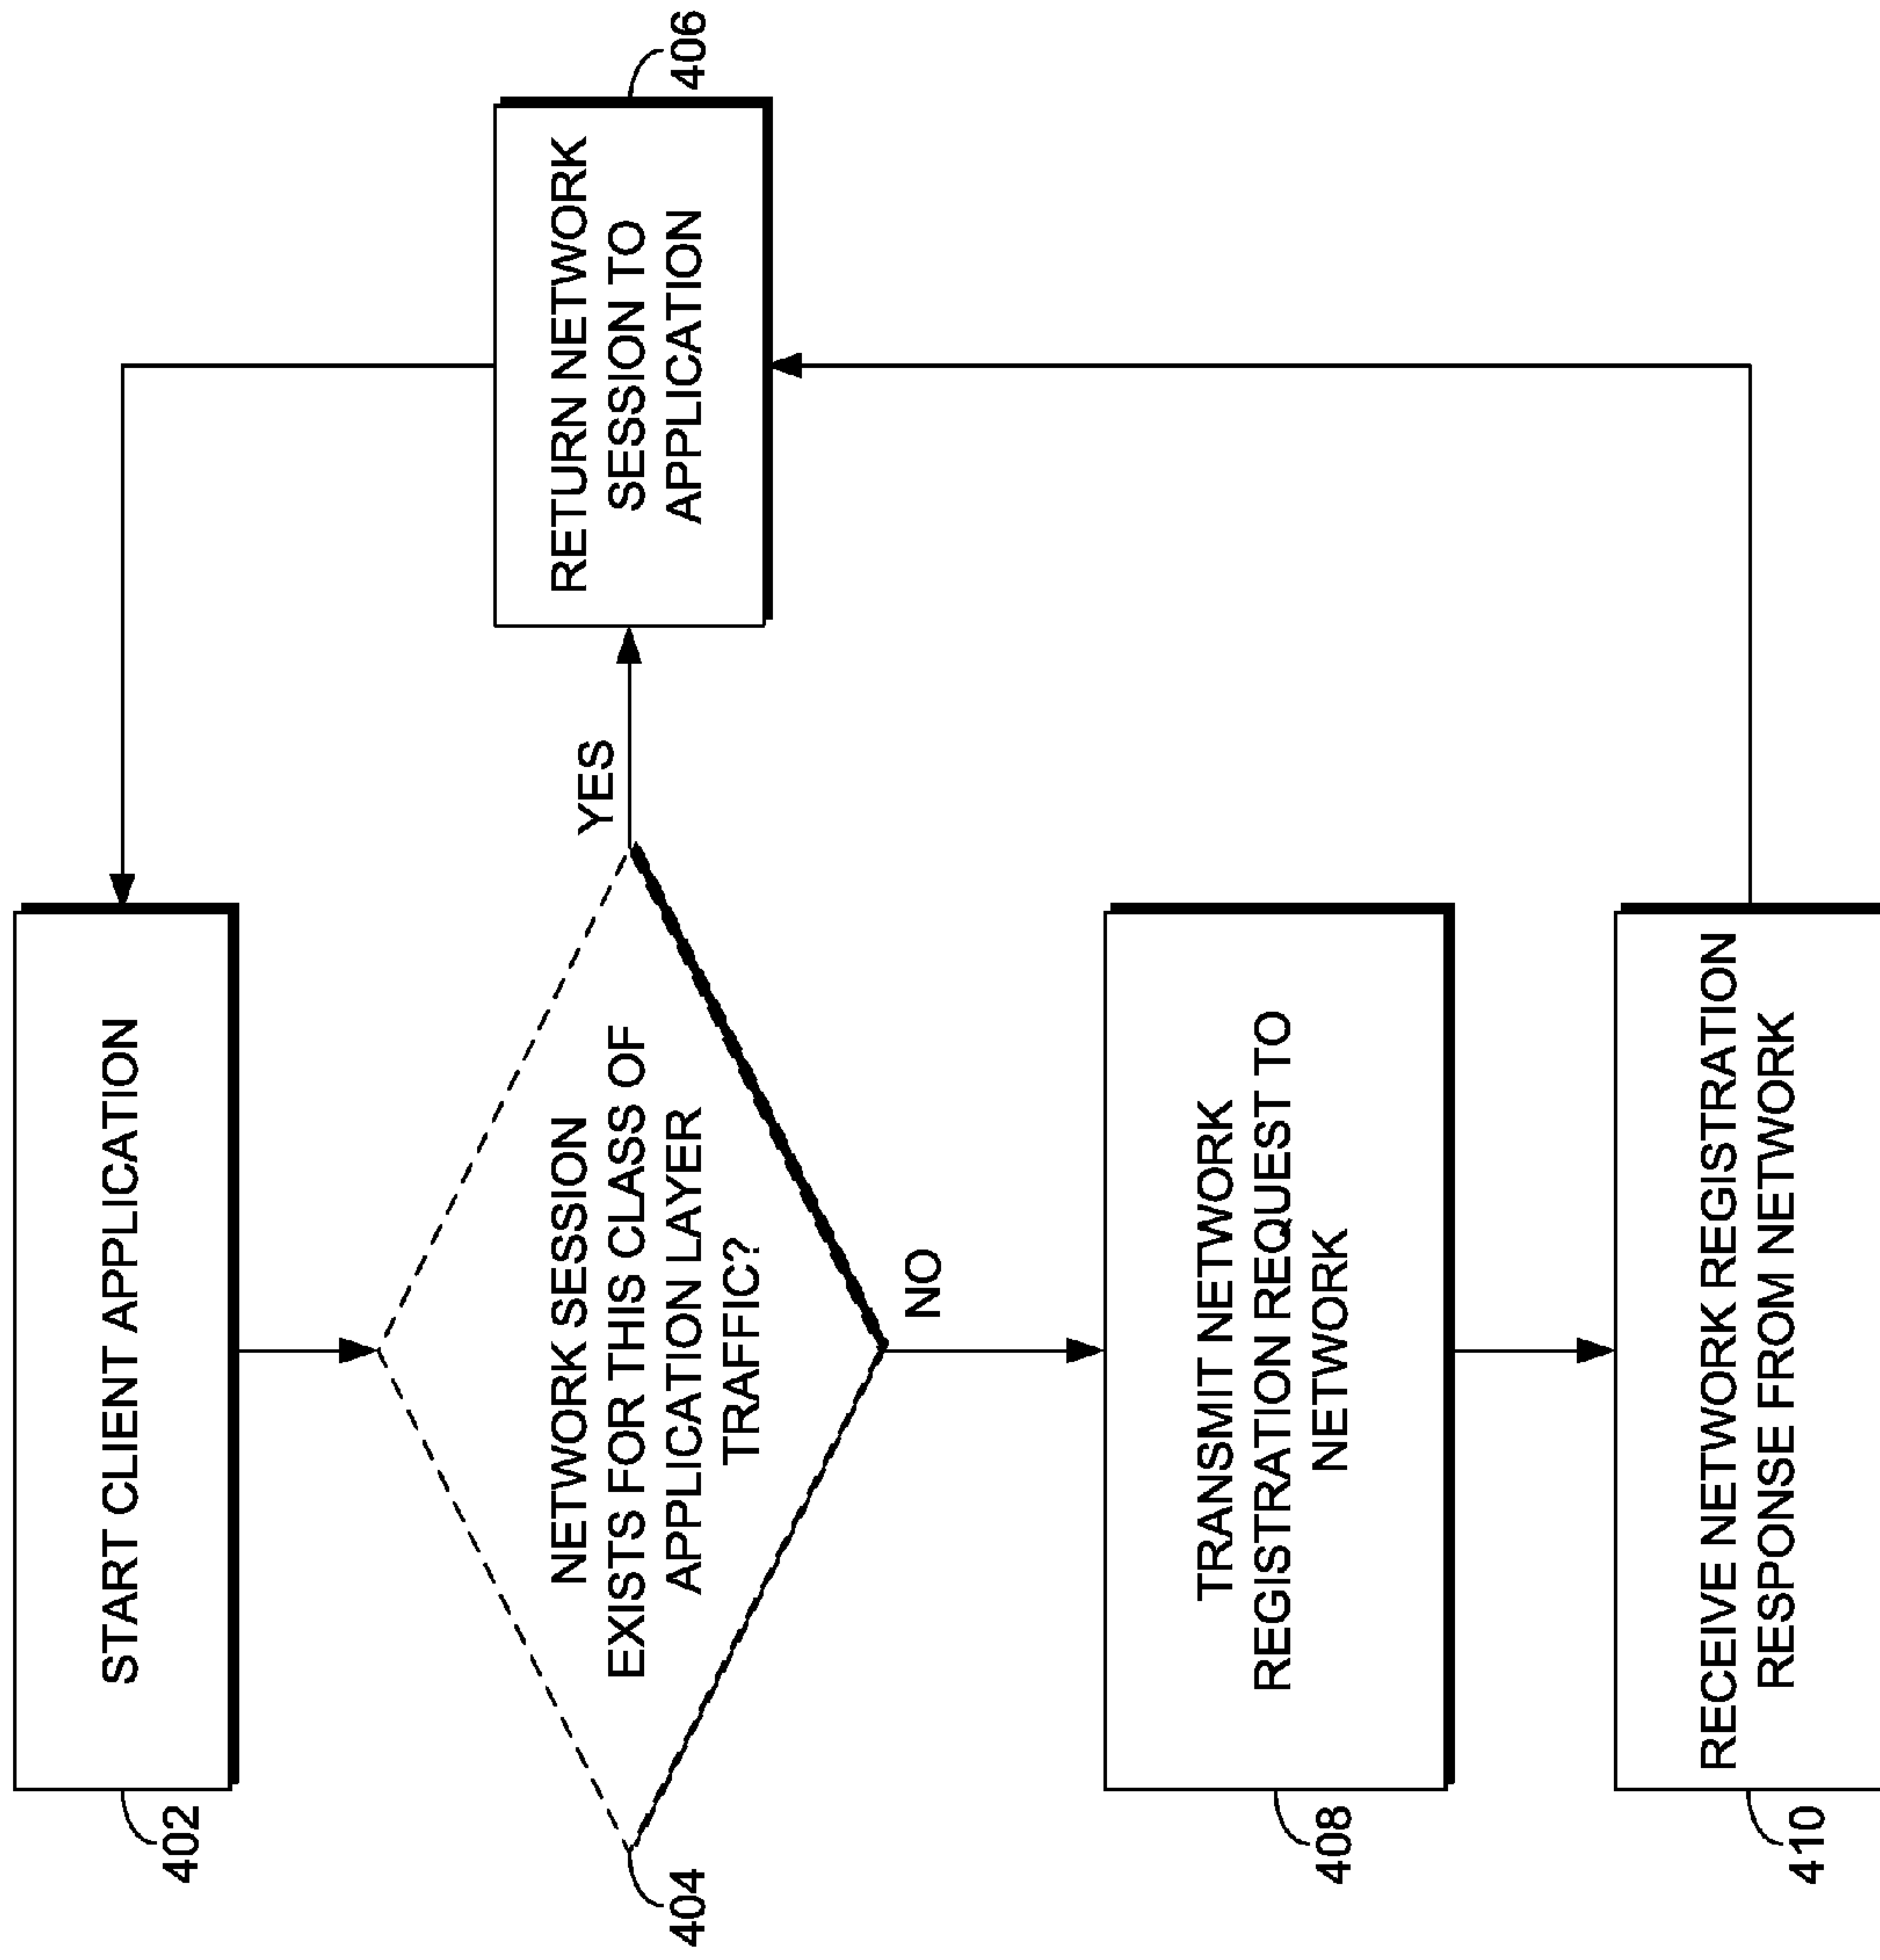 402
START CLIENT APPLICATION
404
NETWORK SESSION
EXISTS FOR THIS CLASS OF
APPLICATION LAYER
TRAFFIC?
YES
RETURN NETWORK
SESSION TO
APPLICATION
406
NO
408
TRANSMIT NETWORK
REGISTRATION REQUEST TO
NETWORK
410
RECEIVE NETWORK REGISTRATION
RESPONSE FROM NETWORK